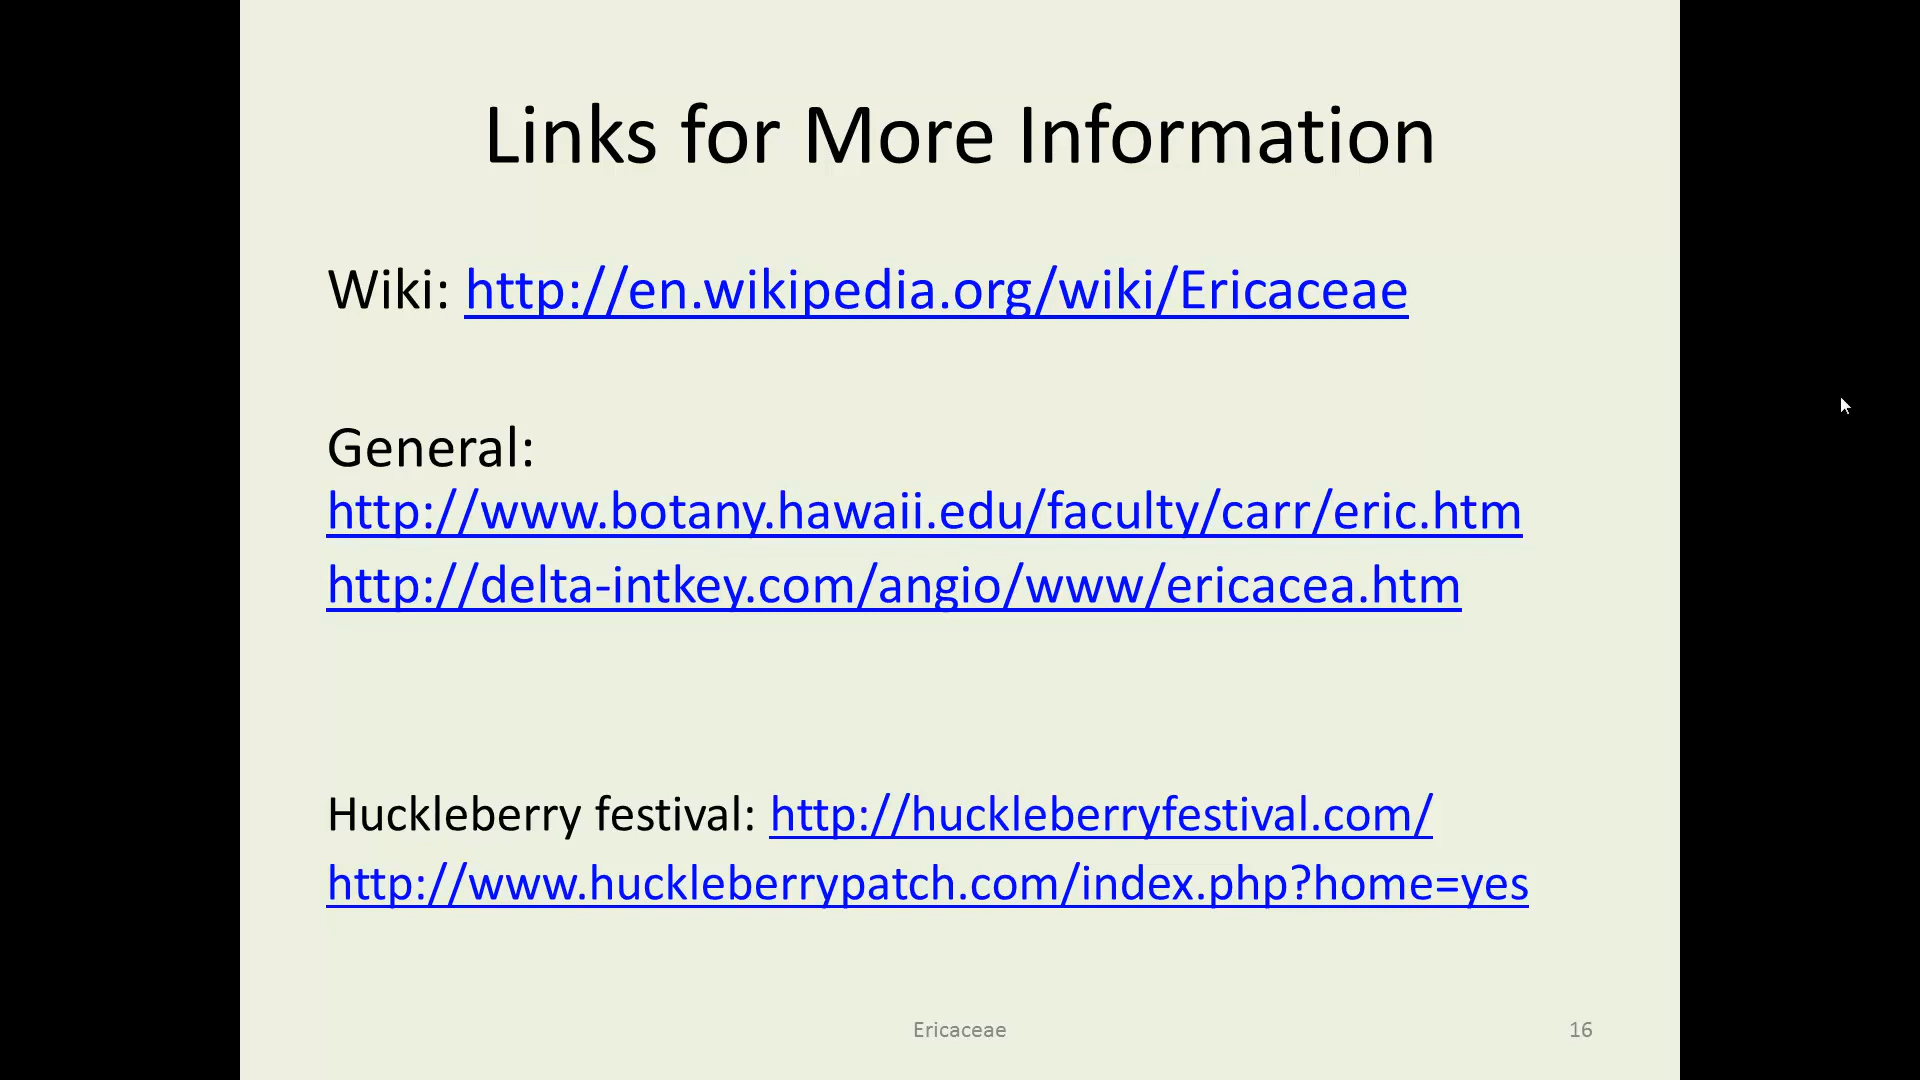 Links for More Information
Wiki: http://en.wikipedia.org/wiki/Ericaceae
General:
http://www.botany.hawaii.edu/faculty/carr/eric.htm
http://delta-intkey.com/angio/www/ericacea.htm
Huckleberry festival: http://huckleberryfestival.com/
http://www.huckleberrypatch.com/index.php?home=yes
Ericaceae
16